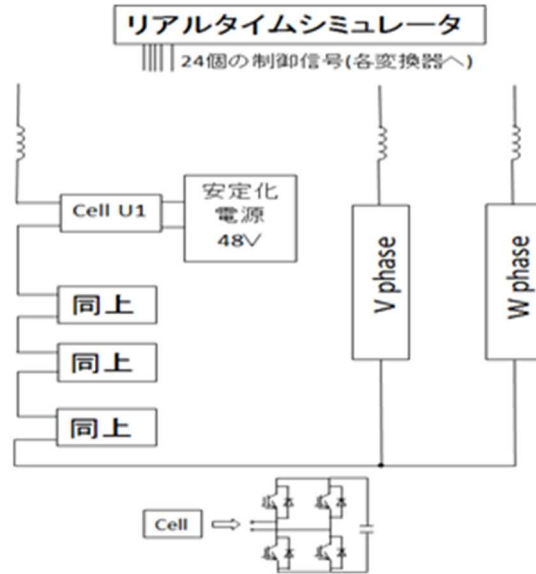 リアルタイムシミュレータ
24個の制御信号(各変換器へ)
Cell U1
安定化
電源
48V
同上
同上
同上
V phase
W phase
Cell